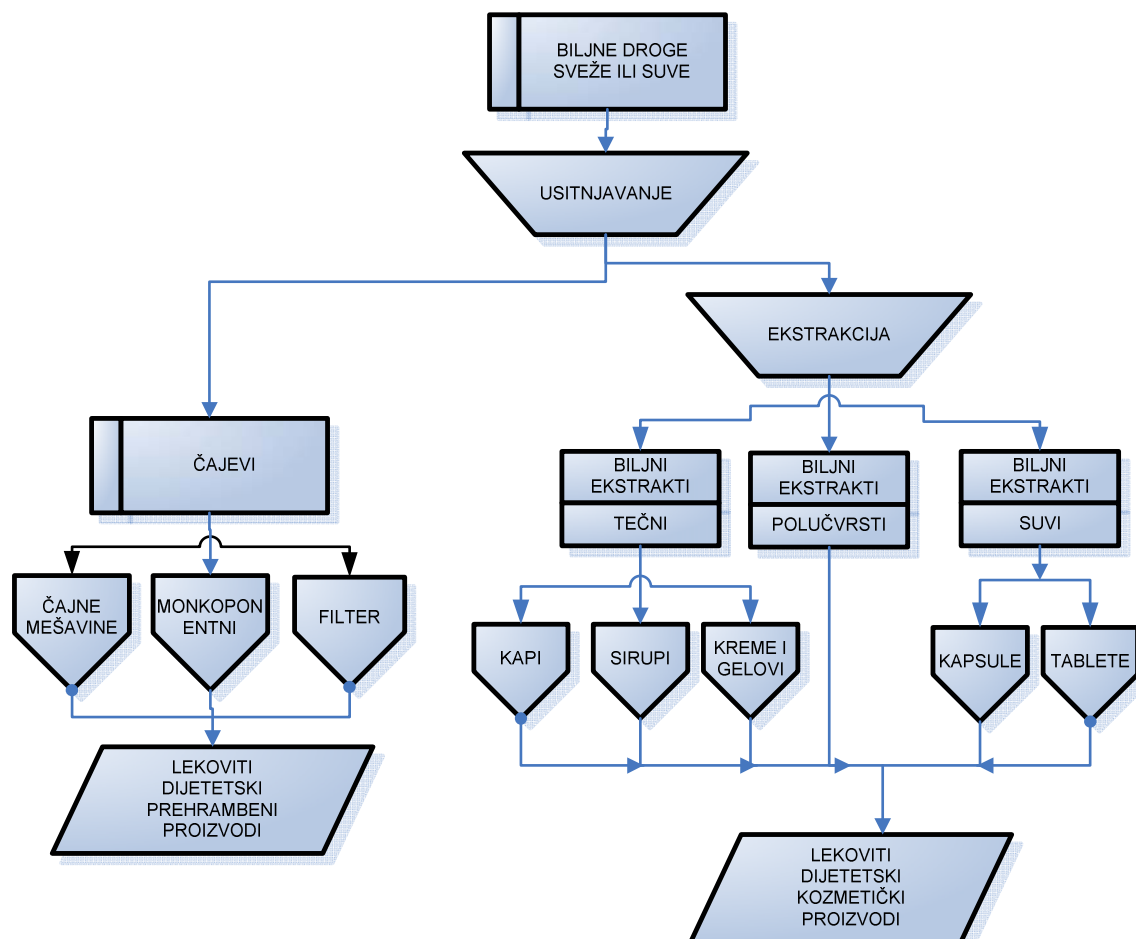 BILJNE DROGE
SVEŽE ILI SUVE
USITNJAVANJE
EKSTRAKCIJA
ČAJEVI
BILJNI
EKSTRAKTI
TEČNI
BILJNI
EKSTRAKTI
POLUČVRSTI
BILJNI
EKSTRAKTI
SUVI
ČAJNE
MEŠAVINE
MONKOPON
ENTNI
FILTER
KAPI
SIRUPI
KREME I
GELOVI
KAPSULE
TABLETE
LEKOVITI
DIJETETSKI
PREHRAMBENI
PROIZVODI
LEKOVITI
DIJETETSKI
KOZMETIČKI
PROIZVODI